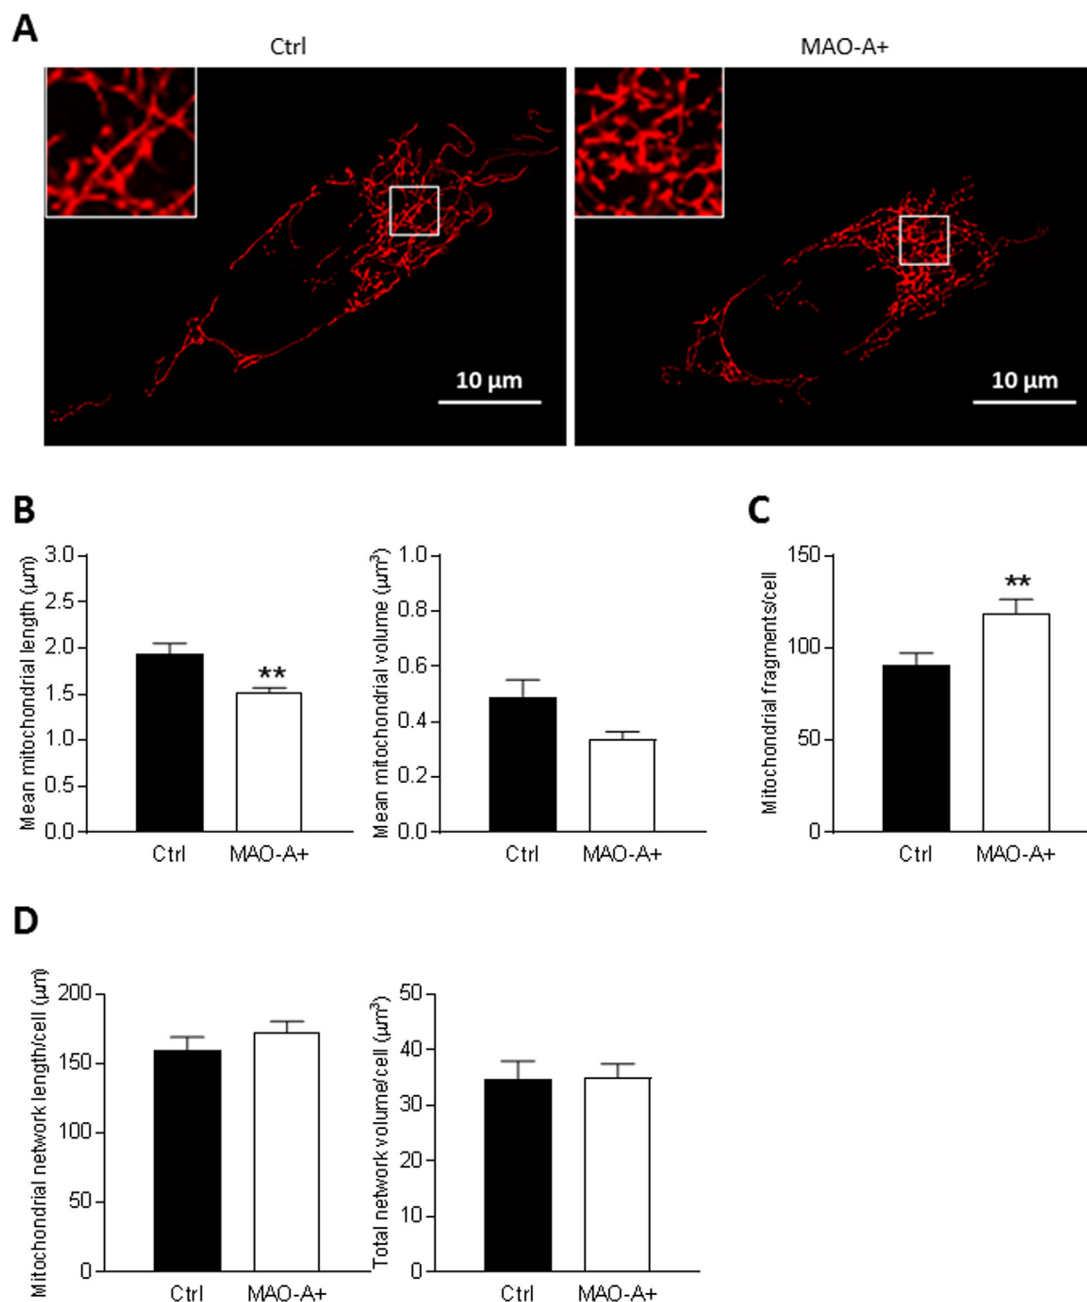 A
Ctrl
MAO-A+
10 µm
10 µm
B
Mean mitochondrial length (µm)
3.0
2.5
2.0
1.5
1.0
0.5
0.0
**
Ctrl
MAO-A+
Mean mitochondrial volume (µm³)
1.0
0.8
0.6
0.4
0.2
0.0
Ctrl
MAO-A+
C
Mitochondrial fragments/cell
150
100
50
0
**
Ctrl
MAO-A+
D
Mitochondrial network length/cell (µm)
200
150
100
50
0
Ctrl
MAO-A+
Total network volume/cell (µm³)
50
40
30
20
10
0
Ctrl
MAO-A+